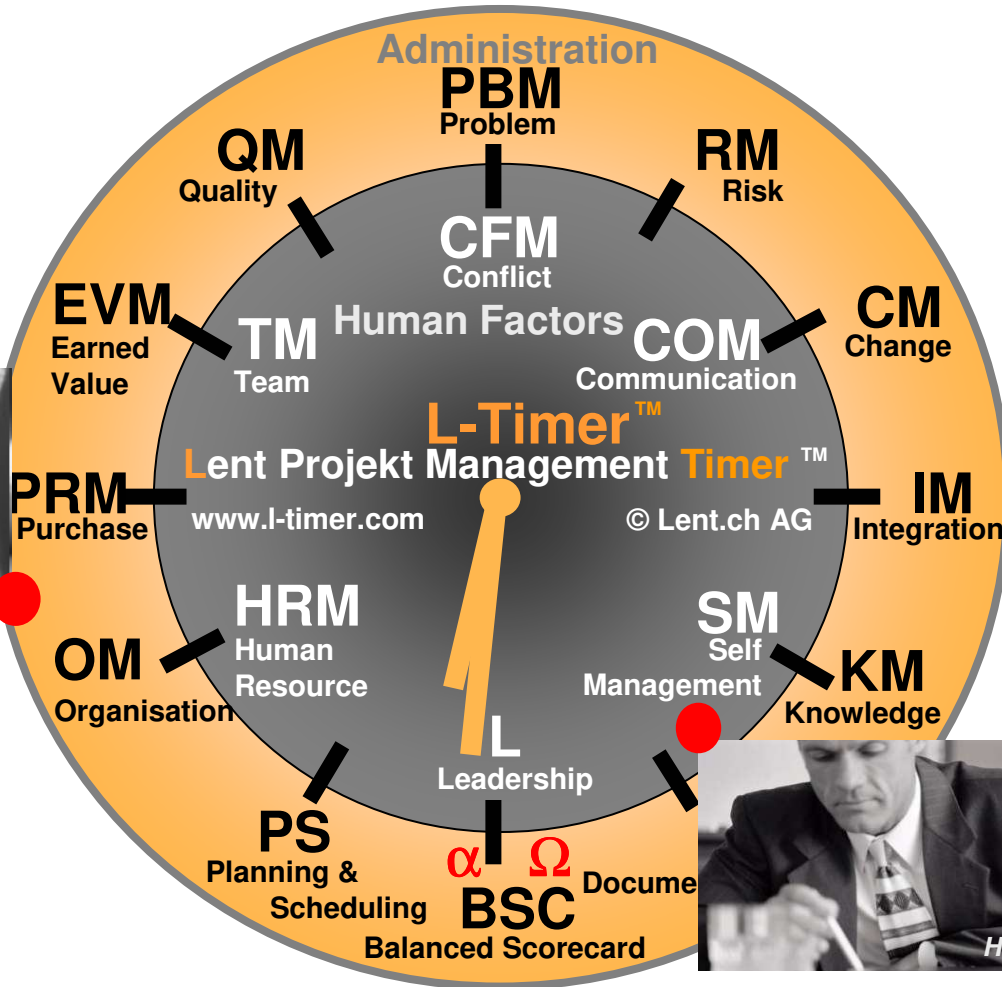 Administration
PBM
Problem
QM
Quality
RM
Risk
CFM
Conflict
EVM
Earned
Value
TM
Team
Human Factors
COM
Communication
CM
Change
L-Timer™
Lent Projekt Management Timer ™
PRM
Purchase
www.l-timer.com
© Lent.ch AG
IM
Integration
HRM
Human
Resource
SM
Self
Management
OM
Organisation
KM
Knowledge
L
Leadership
PS
Planning &
Scheduling
α Ω
BSC
Balanced Scorecard
Docume
H